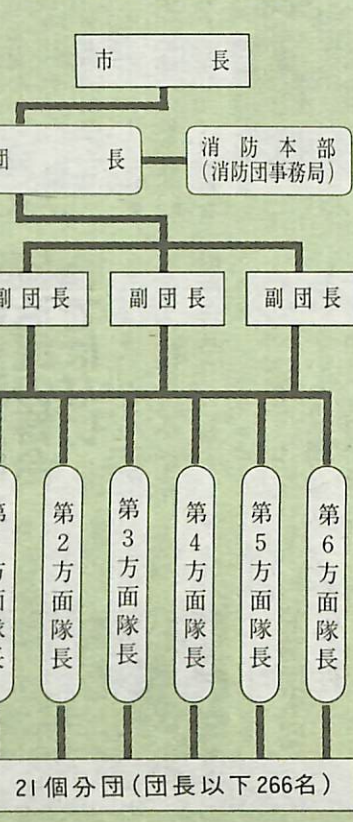 市長
団長
消防本部
(消防団事務局)
副団長
副団長
副団長
第2方面隊長
第3方面隊長
第4方面隊長
第5方面隊長
第6方面隊長
21個分団(団長以下266名)